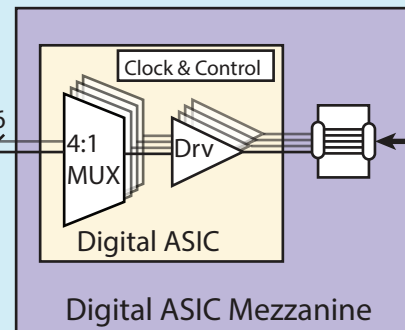 Clock & Control
4:1
MUX
Drv
Digital ASIC
Digital ASIC Mezzanine